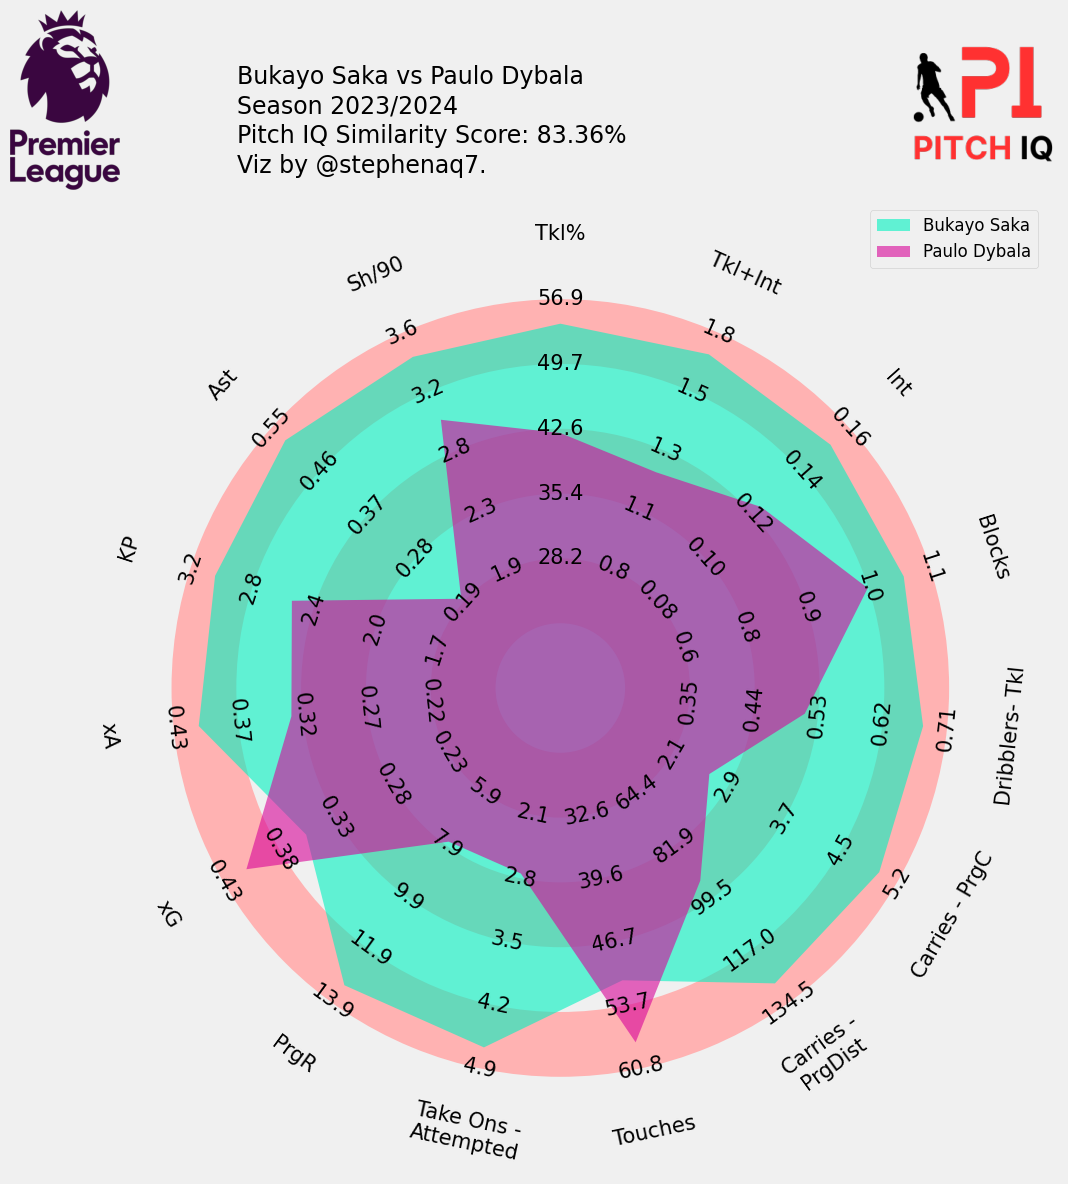 Premier
League
Bukayo Saka vs Paulo Dybala
Season 2023/2024
Pitch IQ Similarity Score: 83.36%
Viz by @stephenaq7.
PI
PITCH IQ
Bukayo Saka
Paulo Dybala
Tkl%
56.9
49.7
42.6
35.4
28.2
Tkl+Int
1.8
1.5
1.3
1.1
0.8
Int
0.16
0.14
0.12
0.10
0.08
Blocks
1.1
1.0
0.9
0.8
0.6
Dribblers- Tkl
0.71
0.62
0.53
0.44
0.35
Carries - PrgC
5.2
4.5
3.7
2.9
2.1
Carries -
PrgDist
134.5
117.0
99.5
81.9
64.4
Touches
60.8
53.7
46.7
39.6
32.6
Take Ons -
Attempted
4.9
4.2
3.5
2.8
2.1
PrgR
13.9
11.9
9.9
7.9
5.9
xG
0.43
0.38
0.33
0.28
0.23
xA
0.43
0.37
0.32
0.27
0.22
KP
3.2
2.8
2.4
2.0
1.7
Ast
0.55
0.46
0.37
0.28
0.19
Sh/90
3.6
3.2
2.8
2.3
1.9